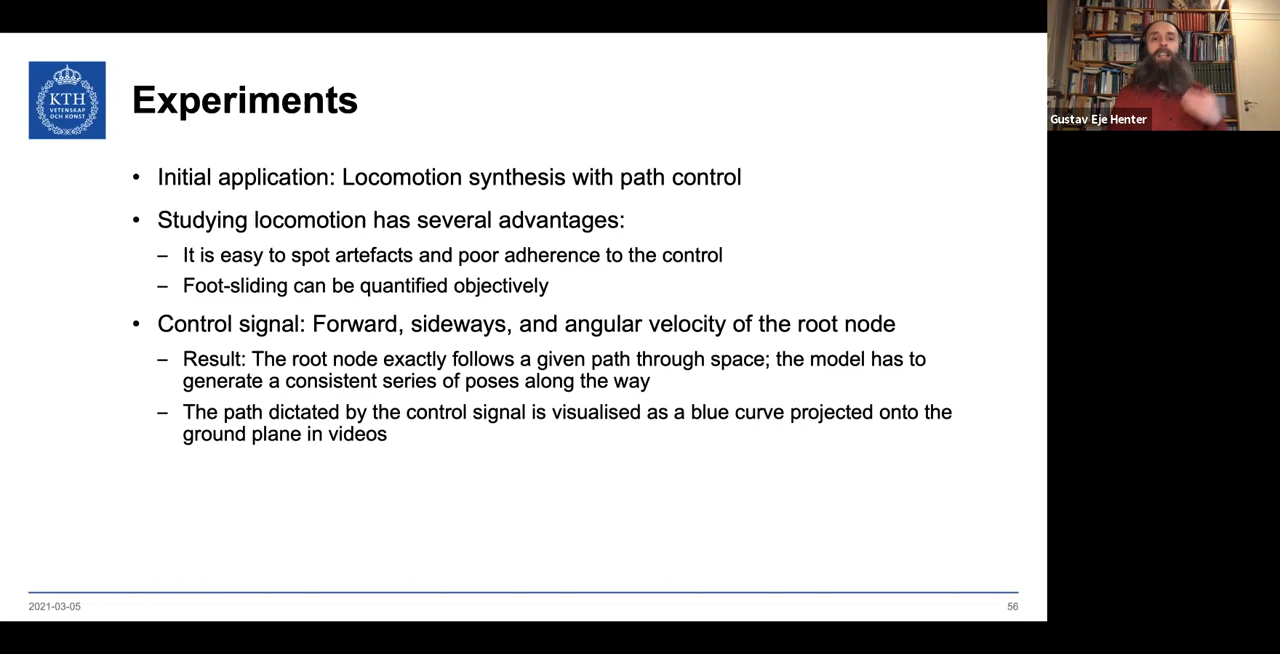 KTH
VETENSKAP
OCH KONST
Experiments
• Initial application: Locomotion synthesis with path control
• Studying locomotion has several advantages:
– It is easy to spot artefacts and poor adherence to the control
– Foot-sliding can be quantified objectively
• Control signal: Forward, sideways, and angular velocity of the root node
– Result: The root node exactly follows a given path through space; the model has to
generate a consistent series of poses along the way
– The path dictated by the control signal is visualised as a blue curve projected onto the
ground plane in videos
2021-03-05
56
Gustav Eje Henter